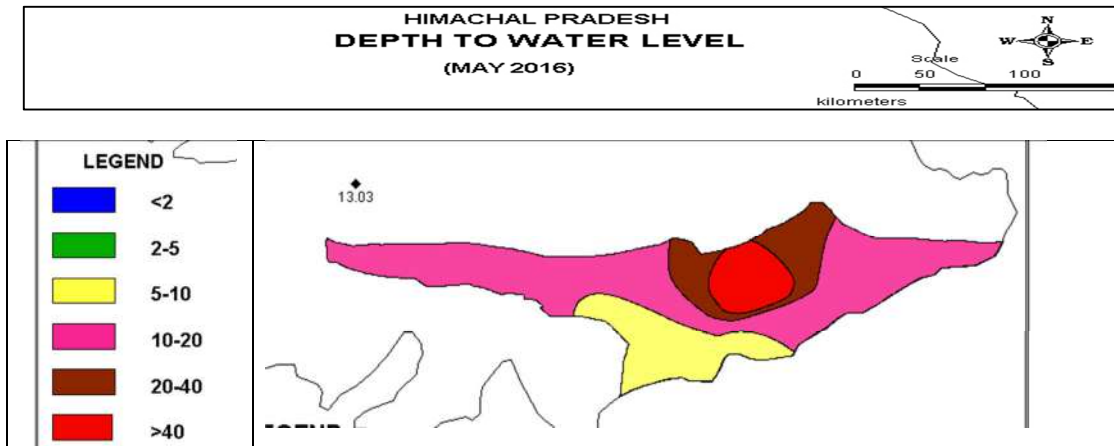 HIMACHAL PRADESH
DEPTH TO WATER LEVEL
(MAY 2016)
N
W E
S
Scale
0 50 100
kilometers
LEGEND
<2
2-5
5-10
10-20
20-40
>40
13.03